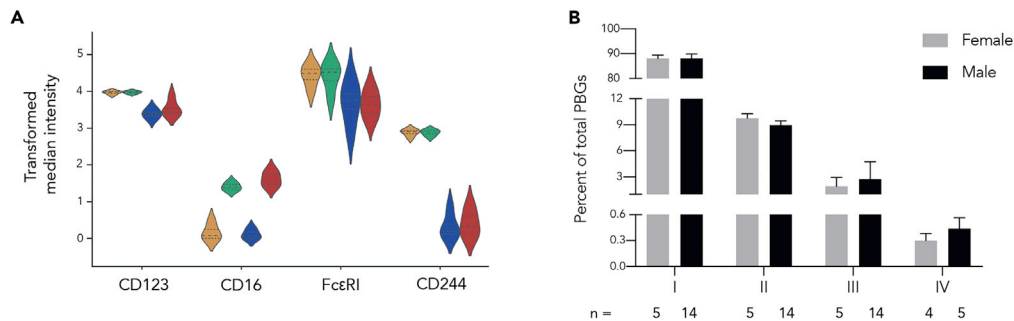 A
Transformed
median intensity
5
4
3
2
1
0
CD123 CD16 FcεRI CD244
B
Percent of total PBGs
100
90
80
12
9
6
3
0.6
0.3
0.0
Female
Male
I II III IV
n = 5 14 5 14 5 14 4 5